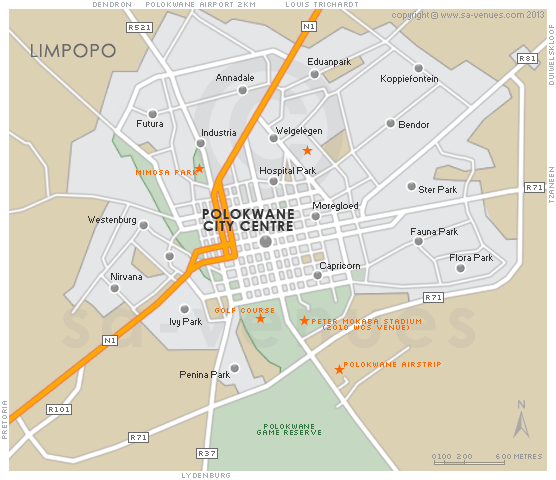 DENDRON
POLOKWANE AIRPORT 2KM
LOUIS TRICHARDT
copyright © www.sa-venues.com 2013
R521
N1
LIMPOPO
DUIWELSKLOOF
R81
Eduanpark
Annadale
Koppiefontein
Futura
Industria
Welgelegen
Bendor
MIMOSA PARK
Hospital Park
TZANEEN
Ster Park
R71
POLOKWANE
CITY CENTRE
Moregloed
Westenburg
Fauna Park
Flora Park
Capricorn
Nirvana
R71
sa-venues
GOLF COURSE
Ivy Park
PETER MOKABA STADIUM
(2010 WCS VENUE)
N1
POLOKWANE AIRSTRIP
Penina Park
PRETORIA
R101
R71
POLOKWANE
GAME RESERVE
N
R37
0 100 200 600 METRES
LYDENBURG